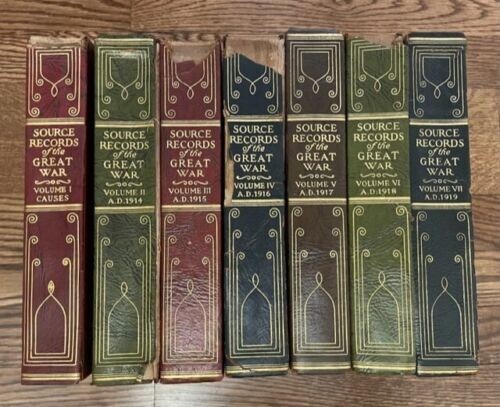 SOURCE
RECORDS
of the
GREAT
WAR
VOLUME I
CAUSES
SOURCE
RECORDS
of the
GREAT
WAR
VOLUME II
A.D. 1914
SOURCE
RECORDS
of the
GREAT
WAR
VOLUME III
A.D. 1915
SOURCE
RECORDS
of the
GREAT
WAR
VOLUME IV
A.D. 1916
SOURCE
RECORDS
of the
GREAT
WAR
VOLUME V
A.D. 1917
SOURCE
RECORDS
of the
GREAT
WAR
VOLUME VI
A.D. 1918
SOURCE
RECORDS
of the
GREAT
WAR
VOLUME VII
A.D. 1919